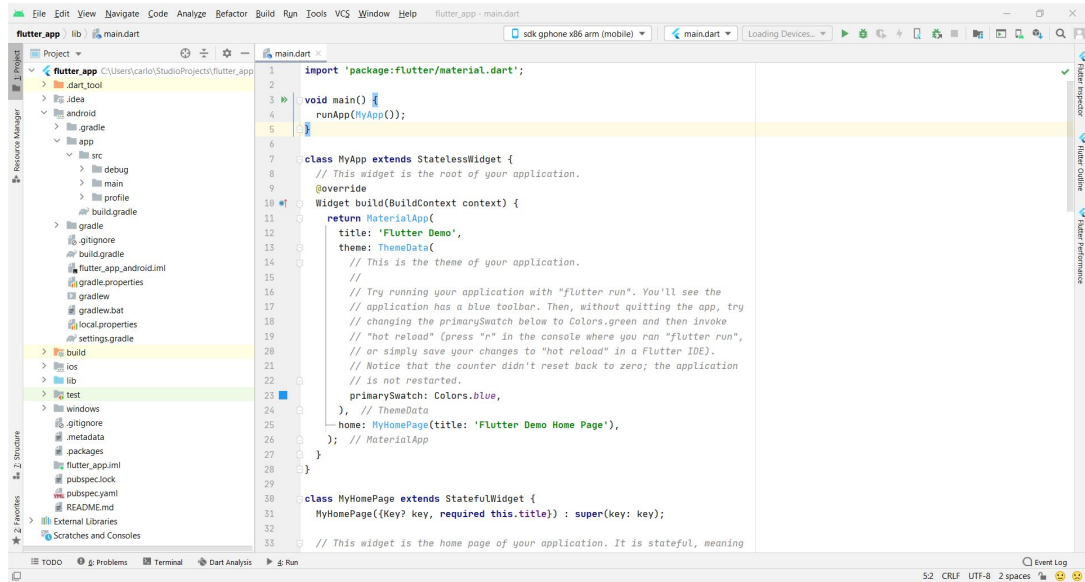 File Edit View Navigate Code Analyze Refactor Build Run Tools VCS Window Help flutter_app - main.dart
flutter_app lib main.dart
sdk gphone x86 arm (mobile) main.dart Loading Devices...
Project
main.dart
1: Project
Resource Manager
7: Structure
2: Favorites
flutter_app C:\Users\carlo\StudioProjects\flutter_app
.dart_tool
.idea
android
.gradle
app
src
debug
main
profile
build.gradle
gradle
.gitignore
build.gradle
flutter_app_android.iml
gradle.properties
gradlew
gradlew.bat
local.properties
settings.gradle
build
ios
lib
test
windows
.gitignore
.metadata
.packages
flutter_app.iml
pubspec.lock
pubspec.yaml
README.md
External Libraries
Scratches and Consoles
1 import 'package:flutter/material.dart';
2
3 void main() {
4 runApp(MyApp());
5 }
6
7 class MyApp extends StatelessWidget {
8 // This widget is the root of your application.
9 @override
10 Widget build(BuildContext context) {
11 return MaterialApp(
12 title: 'Flutter Demo',
13 theme: ThemeData(
14 // This is the theme of your application.
15 //
16 // Try running your application with "flutter run". You'll see the
17 // application has a blue toolbar. Then, without quitting the app, try
18 // changing the primarySwatch below to Colors.green and then invoke
19 // "hot reload" (press "r" in the console where you ran "flutter run",
20 // or simply save your changes to "hot reload" in a Flutter IDE).
21 // Notice that the counter didn't reset back to zero; the application
22 // is not restarted.
23 primarySwatch: Colors.blue,
24 ), // ThemeData
25 home: MyHomePage(title: 'Flutter Demo Home Page'),
26 ); // MaterialApp
27 }
28 }
29
30 class MyHomePage extends StatefulWidget {
31 MyHomePage({Key? key, required this.title}) : super(key: key);
32
33 // This widget is the home page of your application. It is stateful, meaning
Flutter Inspector
Flutter Outline
Flutter Performance
TODO 6: Problems Terminal Dart Analysis 4: Run Event Log
5:2 CRLF UTF-8 2 spaces